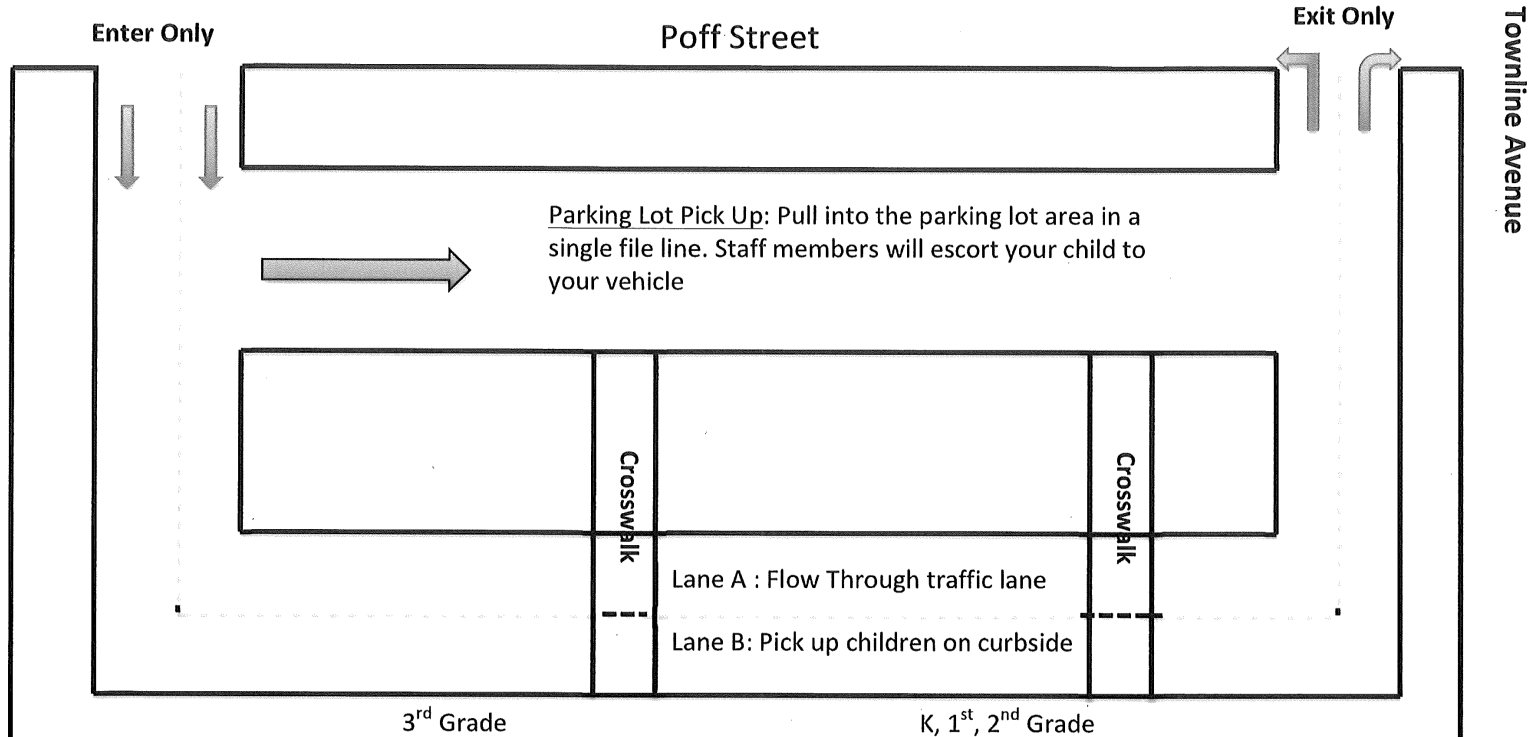 Enter Only
Poff Street
Exit Only
Townline Avenue
Parking Lot Pick Up: Pull into the parking lot area in a
single file line. Staff members will escort your child to
your vehicle
Crosswalk
Crosswalk
Lane A : Flow Through traffic lane
Lane B: Pick up children on curbside
3rd Grade
K, 1st, 2nd Grade